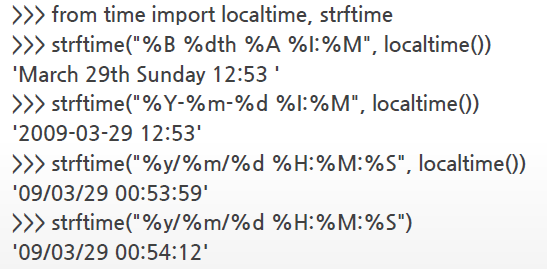 >>> from time import localtime, strftime
>>> strftime("%B %dth %A %I:%M", localtime())
'March 29th Sunday 12:53 '
>>> strftime("%Y-%m-%d %I:%M", localtime())
'2009-03-29 12:53'
>>> strftime("%y/%m/%d %H:%M:%S", localtime())
'09/03/29 00:53:59'
>>> strftime("%y/%m/%d %H:%M:%S")
'09/03/29 00:54:12'